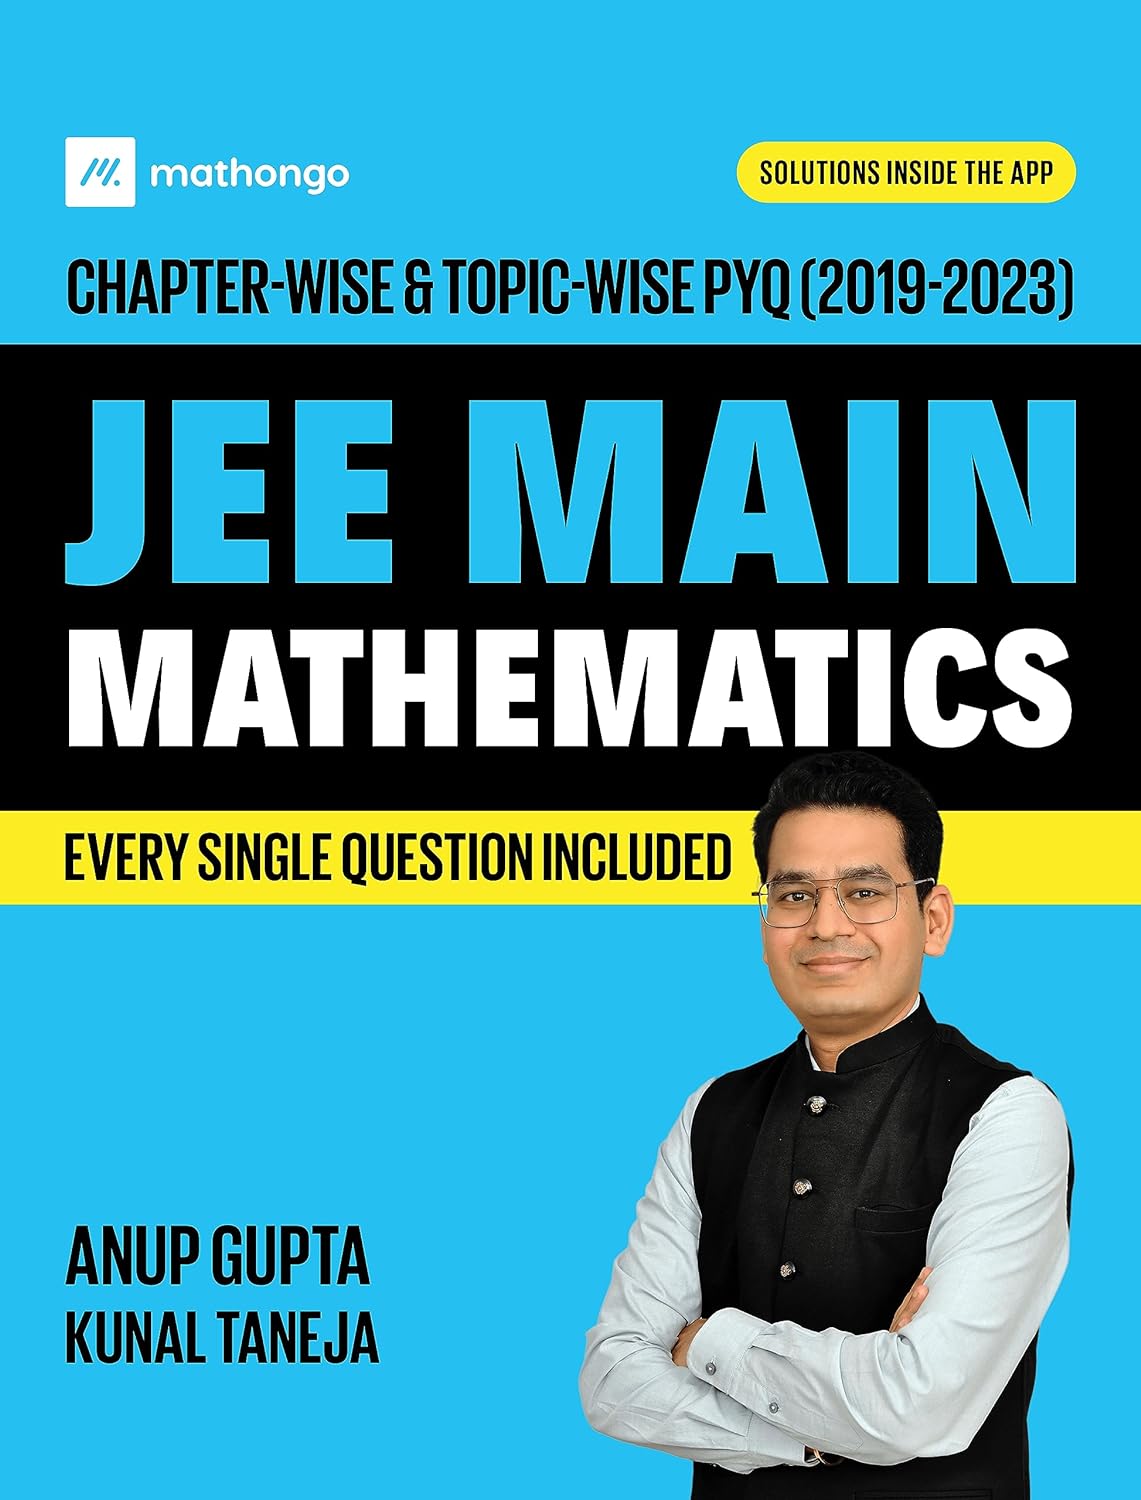 mathongo
SOLUTIONS INSIDE THE APP
CHAPTER-WISE & TOPIC-WISE PYQ (2019-2023)
JEE MAIN
MATHEMATICS
EVERY SINGLE QUESTION INCLUDED
ANUP GUPTA
KUNAL TANEJA